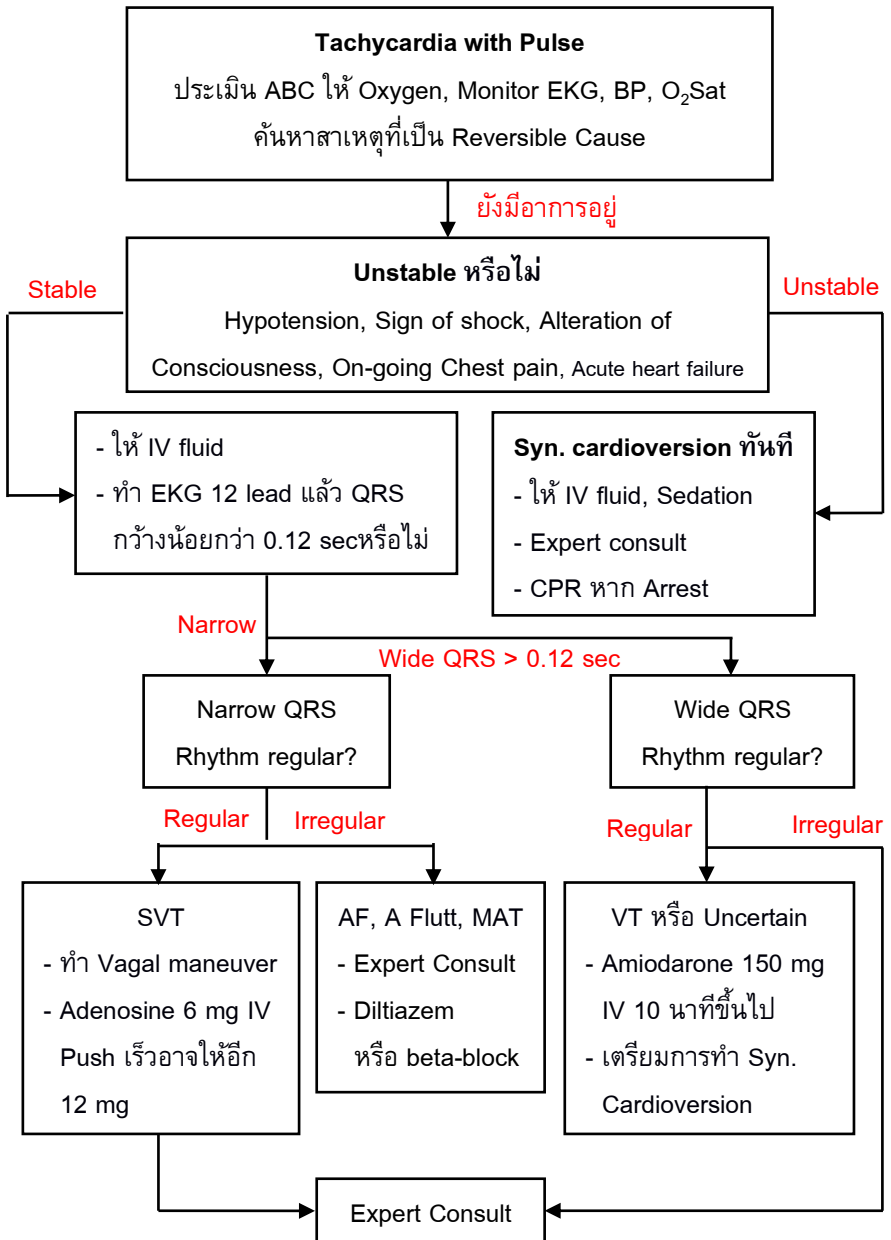 Tachycardia with Pulse
ประเมิน ABC ให้ Oxygen, Monitor EKG, BP, O₂Sat
ค้นหาสาเหตุที่เป็น Reversible Cause
ยังมีอาการอยู่
Unstable หรือไม่
Hypotension, Sign of shock, Alteration of
Consciousness, On-going Chest pain, Acute heart failure
Stable
Unstable
- ให้ IV fluid
- ทำ EKG 12 lead แล้ว QRS
กว้างน้อยกว่า 0.12 secหรือไม่
Syn. cardioversion ทันที
- ให้ IV fluid, Sedation
- Expert consult
- CPR หาก Arrest
Narrow
Wide QRS > 0.12 sec
Narrow QRS
Rhythm regular?
Wide QRS
Rhythm regular?
Regular
Irregular
Regular
Irregular
SVT
- ทำ Vagal maneuver
- Adenosine 6 mg IV
Push เร็วอาจให้อีก
12 mg
AF, A Flutt, MAT
- Expert Consult
- Diltiazem
หรือ beta-block
VT หรือ Uncertain
- Amiodarone 150 mg
IV 10 นาทีขึ้นไป
- เตรียมการทำ Syn.
Cardioversion
Expert Consult